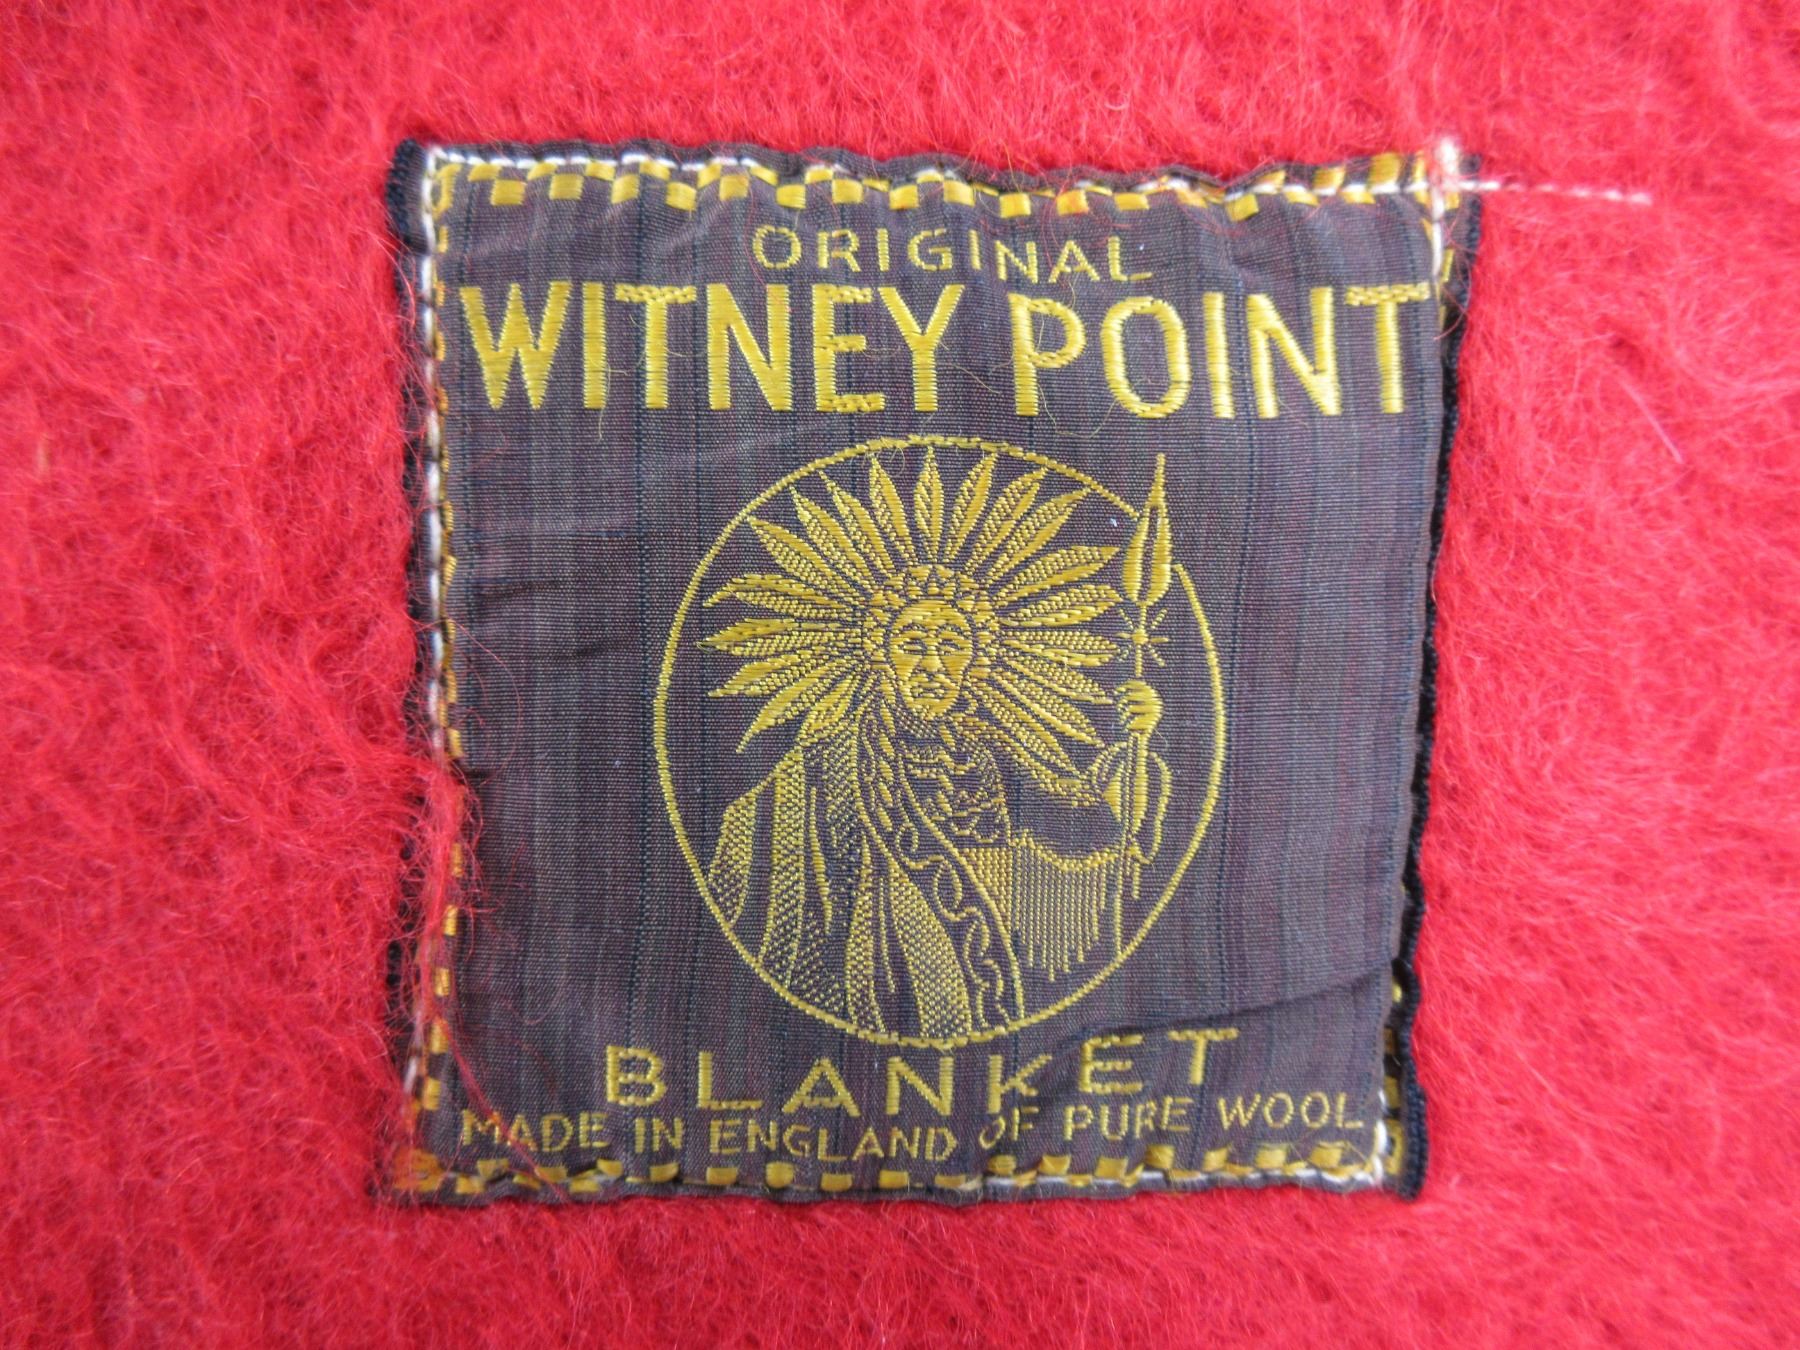 ORIGINAL
WITNEY POINT
BLANKET
MADE IN ENGLAND OF PURE WOOL